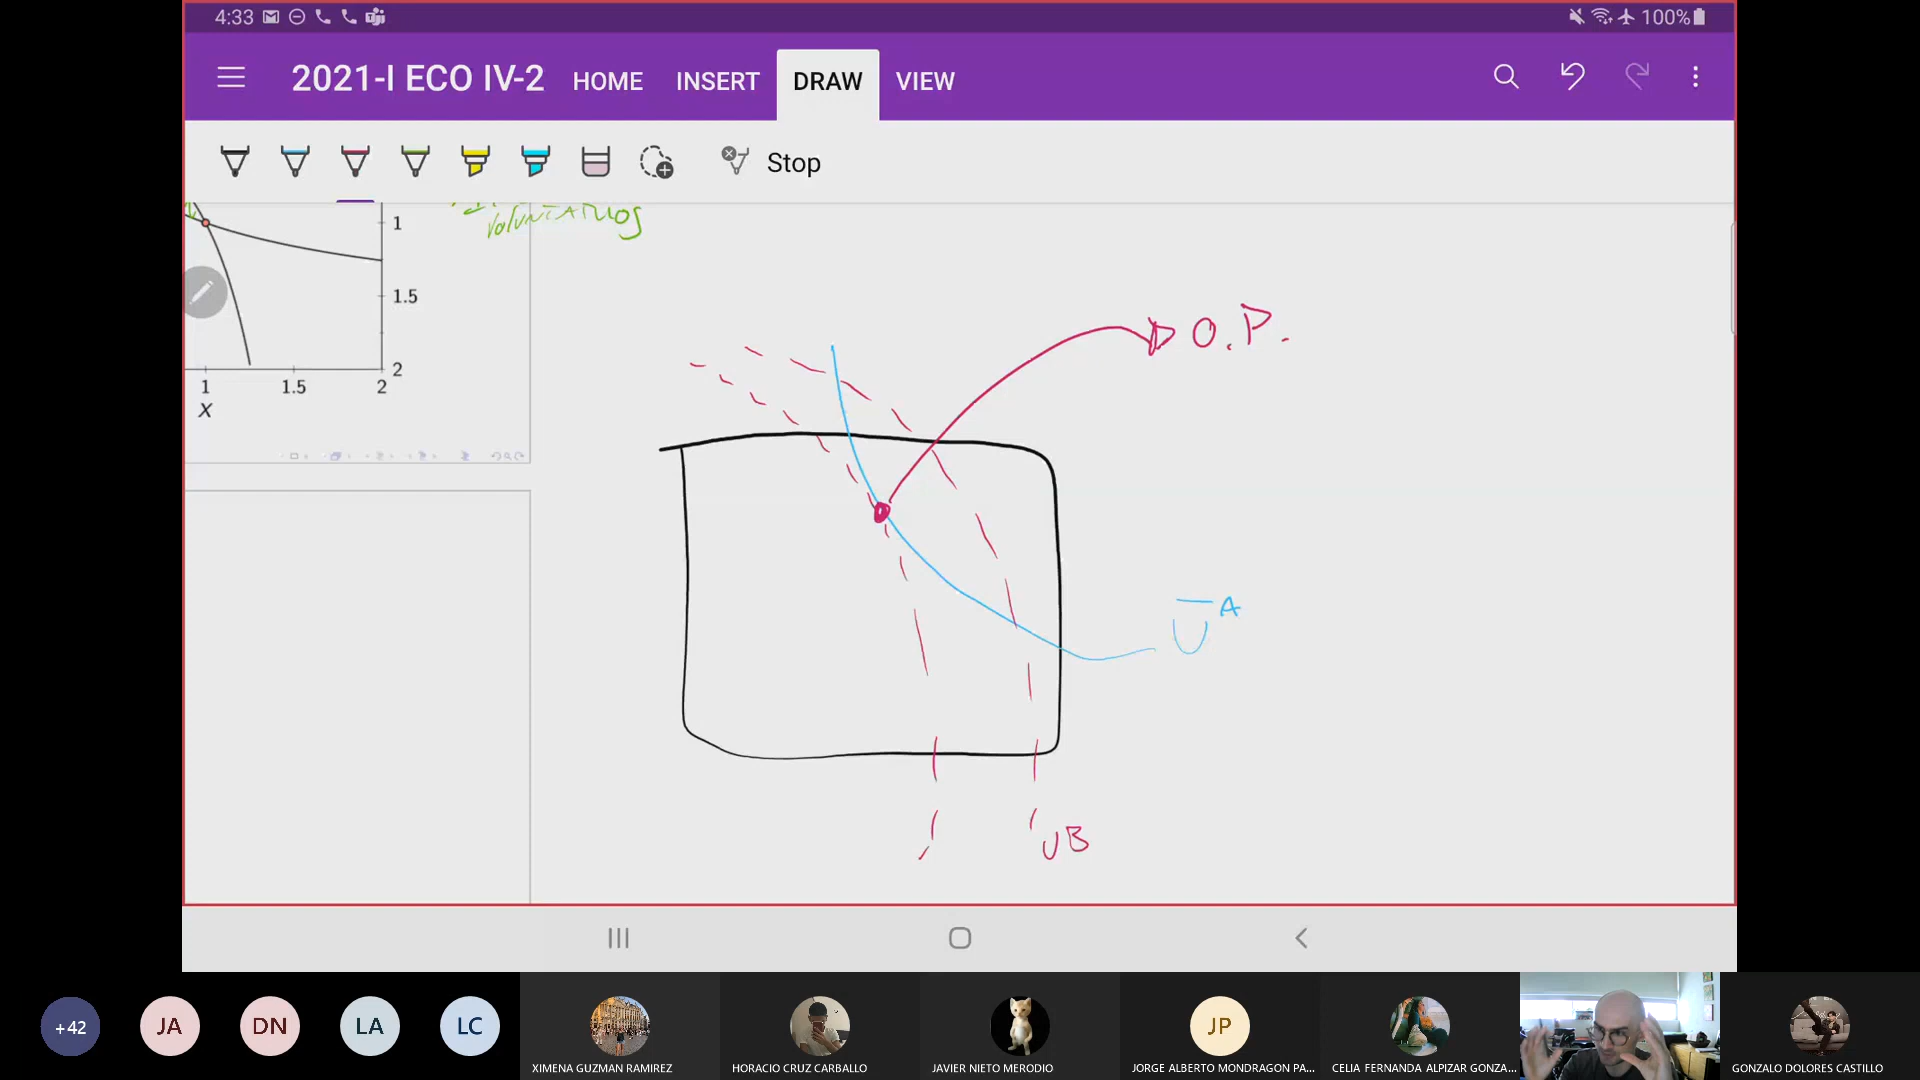 4:33 100%
2021-I ECO IV-2 HOME INSERT DRAW VIEW
Stop
VOLUNTARIOS
1
1.5
2
1 1.5 2
X
O.P.
U̅ᴬ
UB
+42 JA DN LA LC JP
XIMENA GUZMAN RAMIREZ
HORACIO CRUZ CARBALLO
JAVIER NIETO MERODIO
JORGE ALBERTO MONDRAGON PA...
CELIA FERNANDA ALPIZAR GONZA...
GONZALO DOLORES CASTILLO